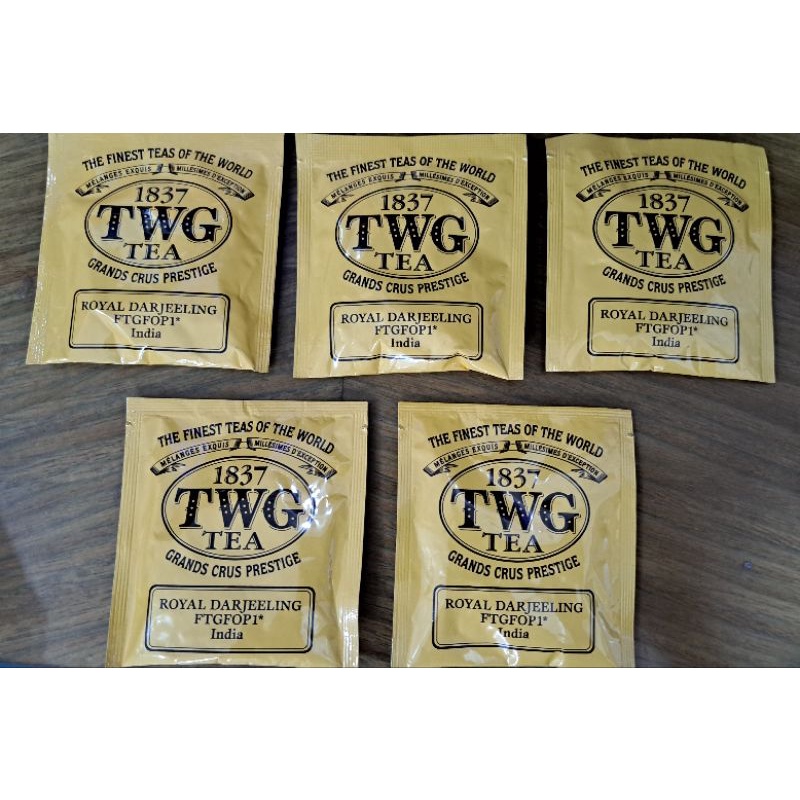 THE FINEST TEAS OF THE WORLD
MÉLANGES EXQUIS MILLÉSIMES D'EXCEPTION
1837
TWG
TEA
GRANDS CRUS PRESTIGE
ROYAL DARJEELING
FTGFOP1*
India
THE FINEST TEAS OF THE WORLD
MÉLANGES EXQUIS MILLÉSIMES D'EXCEPTION
1837
TWG
TEA
GRANDS CRUS PRESTIGE
ROYAL DARJEELING
FTGFOP1*
India
THE FINEST TEAS OF THE WORLD
MÉLANGES EXQUIS MILLÉSIMES D'EXCEPTION
1837
TWG
TEA
GRANDS CRUS PRESTIGE
ROYAL DARJEELING
FTGFOP1*
India
THE FINEST TEAS OF THE WORLD
MÉLANGES EXQUIS MILLÉSIMES D'EXCEPTION
1837
TWG
TEA
GRANDS CRUS PRESTIGE
ROYAL DARJEELING
FTGFOP1*
India
THE FINEST TEAS OF THE WORLD
MÉLANGES EXQUIS MILLÉSIMES D'EXCEPTION
1837
TWG
TEA
GRANDS CRUS PRESTIGE
ROYAL DARJEELING
FTGFOP1*
India